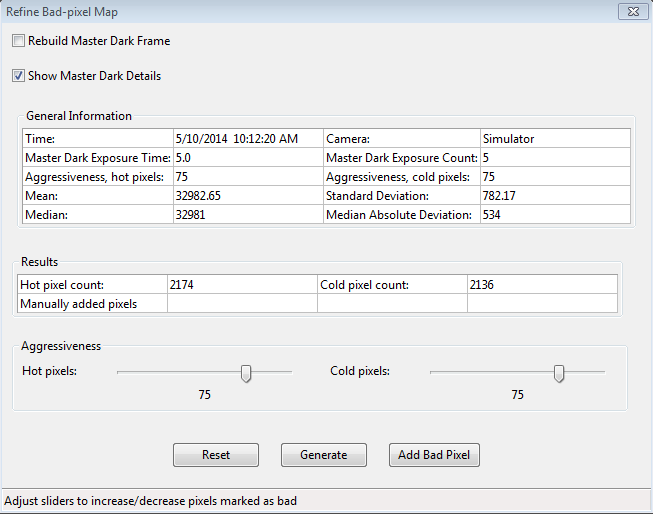 Refine Bad-pixel Map
Rebuild Master Dark Frame
Show Master Dark Details
General Information
Time: 5/10/2014 10:12:20 AM Camera: Simulator
Master Dark Exposure Time: 5.0 Master Dark Exposure Count: 5
Aggressiveness, hot pixels: 75 Aggressiveness, cold pixels: 75
Mean: 32982.65 Standard Deviation: 782.17
Median: 32981 Median Absolute Deviation: 534
Results
Hot pixel count: 2174 Cold pixel count: 2136
Manually added pixels
Aggressiveness
Hot pixels: Cold pixels:
75 75
Reset Generate Add Bad Pixel
Adjust sliders to increase/decrease pixels marked as bad